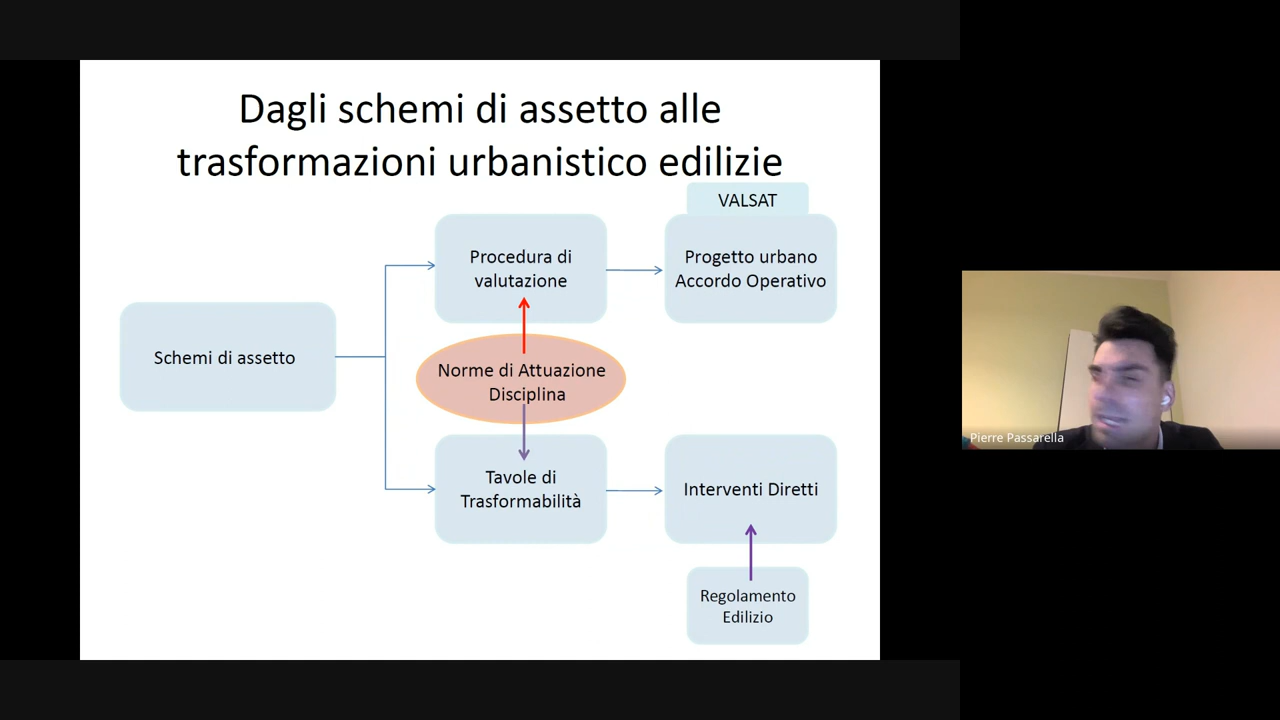 Dagli schemi di assetto alle
trasformazioni urbanistico edilizie
VALSAT
Procedura di
valutazione
Progetto urbano
Accordo Operativo
Schemi di assetto
Norme di Attuazione
Disciplina
Tavole di
Trasformabilità
Interventi Diretti
Regolamento
Edilizio
Pierre Passarella